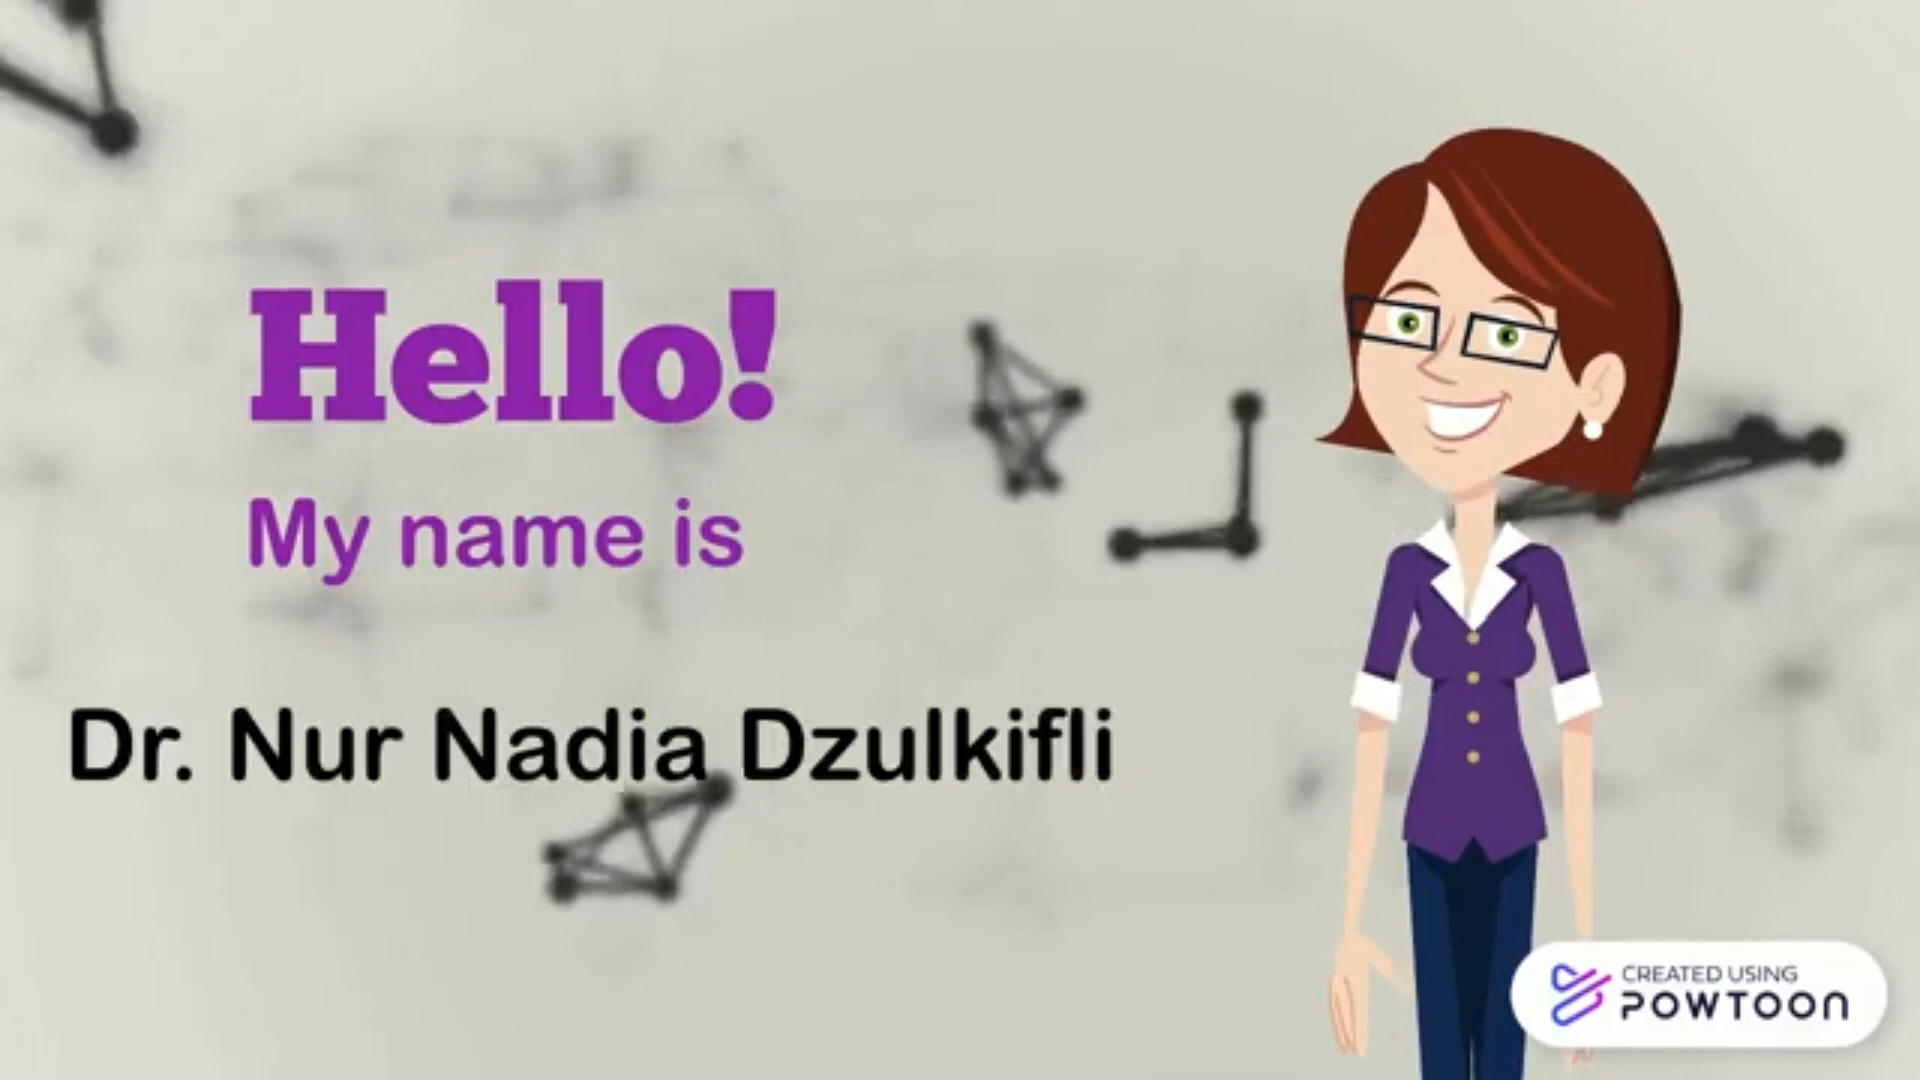 Hello!
My name is
Dr. Nur Nadia Dzulkifli
CREATED USING
POWTOON